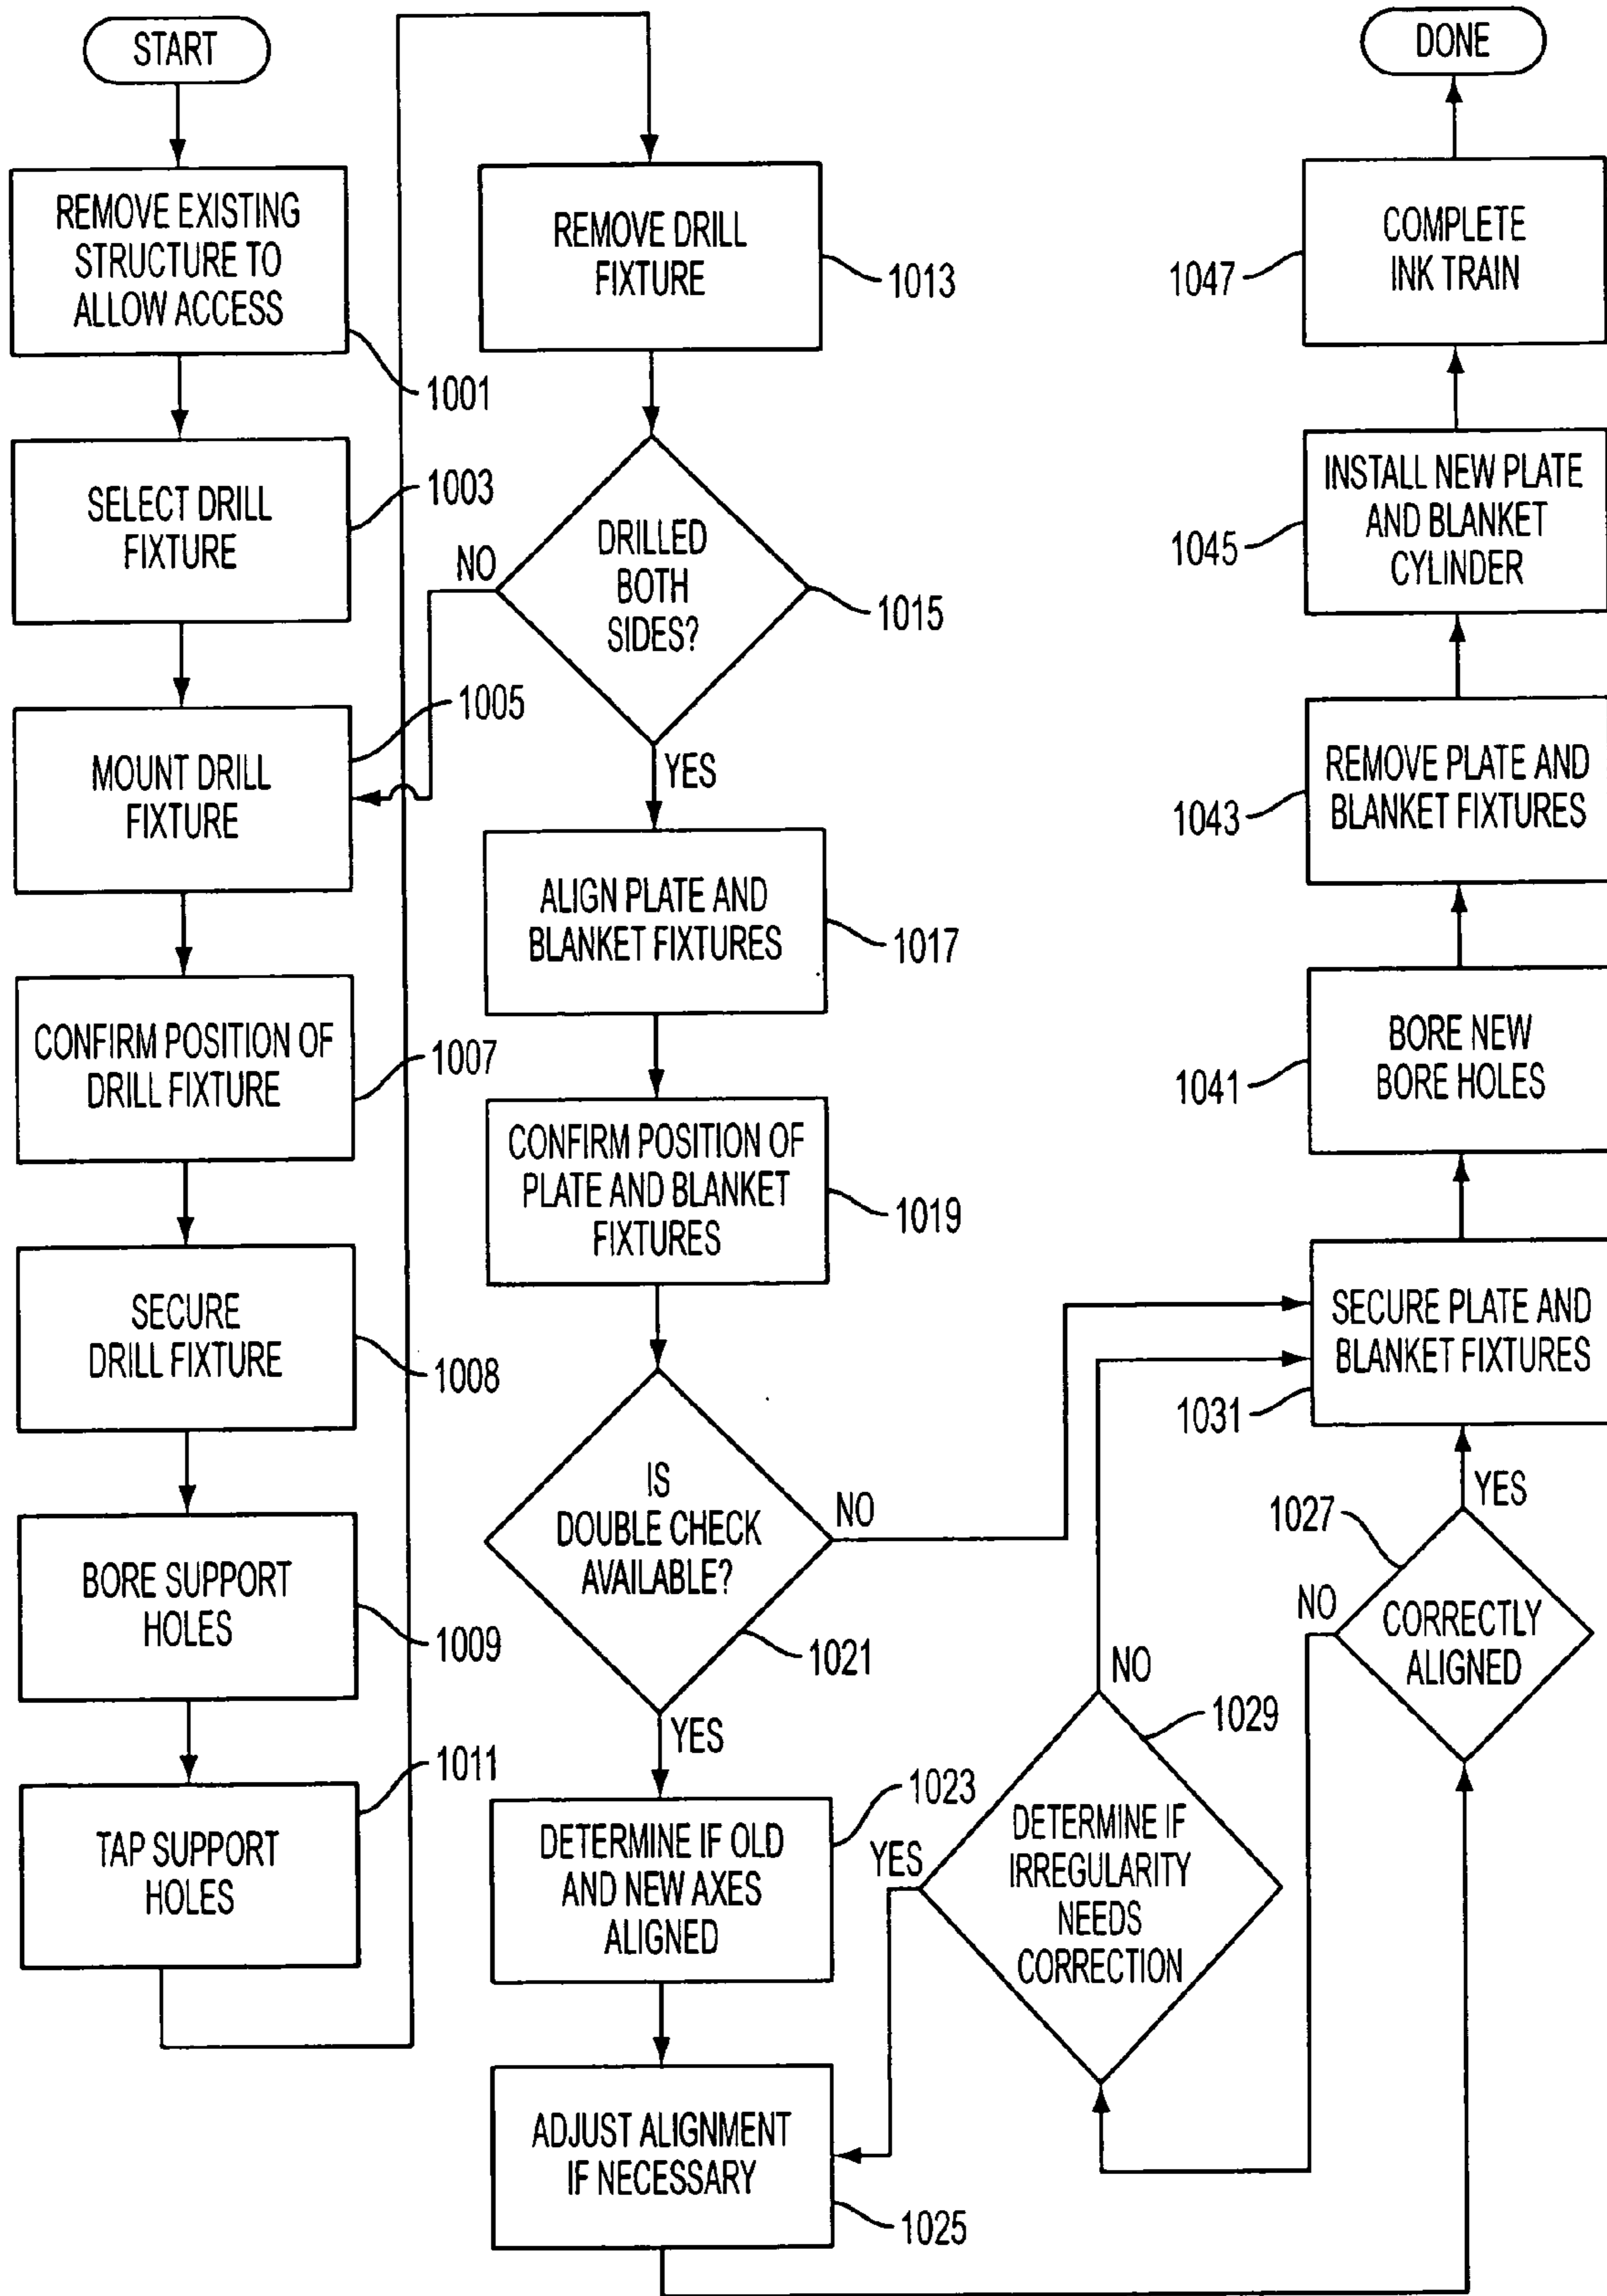 START
REMOVE EXISTING
STRUCTURE TO
ALLOW ACCESS
1001
SELECT DRILL
FIXTURE
1003
MOUNT DRILL
FIXTURE
1005
CONFIRM POSITION OF
DRILL FIXTURE
1007
SECURE
DRILL FIXTURE
1008
BORE SUPPORT
HOLES
1009
TAP SUPPORT
HOLES
1011
REMOVE DRILL
FIXTURE
1013
DRILLED
BOTH
SIDES?
1015
NO
YES
ALIGN PLATE AND
BLANKET FIXTURES
1017
CONFIRM POSITION OF
PLATE AND BLANKET
FIXTURES
1019
IS
DOUBLE CHECK
AVAILABLE?
1021
NO
YES
DETERMINE IF OLD
AND NEW AXES
ALIGNED
1023
ADJUST ALIGNMENT
IF NECESSARY
1025
DETERMINE IF
IRREGULARITY
NEEDS
CORRECTION
1029
NO
YES
CORRECTLY
ALIGNED
1027
NO
YES
SECURE PLATE AND
BLANKET FIXTURES
1031
BORE NEW
BORE HOLES
1041
REMOVE PLATE AND
BLANKET FIXTURES
1043
INSTALL NEW PLATE
AND BLANKET
CYLINDER
1045
COMPLETE
INK TRAIN
1047
DONE